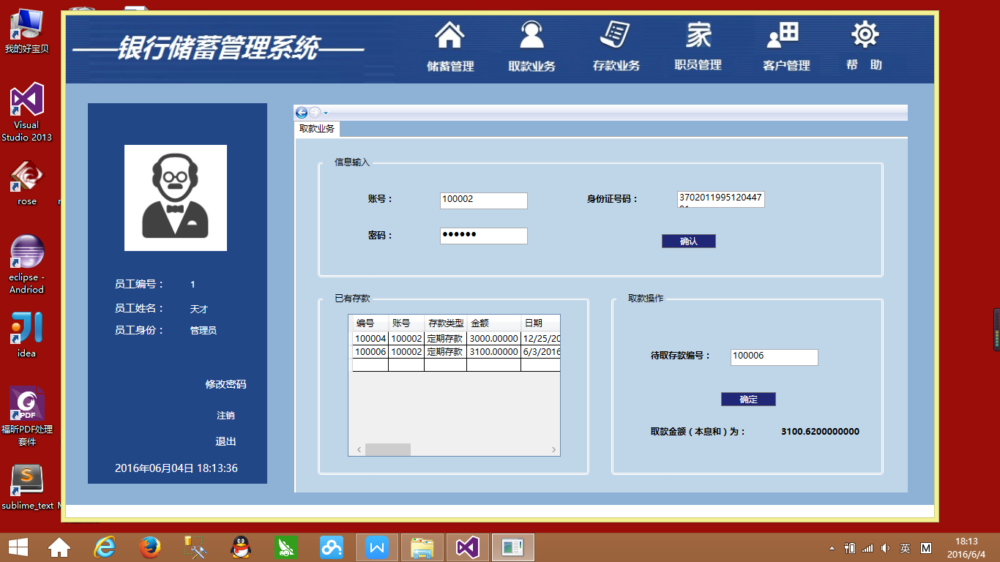 我的好宝贝
Visual
Studio 2013
rose
eclipse -
Andriod
idea
福昕PDF处理
套件
sublime_text
银行储蓄管理系统
储蓄管理
取款业务
存款业务
家
职员管理
客户管理
帮 助
员工编号： 1
员工姓名： 天才
员工身份： 管理员
修改密码
注销
退出
2016年06月04日 18:13:36
取款业务
信息输入
账号： 100002
身份证号码： 3702011995120447
密码： ●●●●●●
确认
已有存款
编号 账号 存款类型 金额 日期
100004 100002 定期存款 3000.00000 12/25/20
100006 100002 定期存款 3100.00000 6/3/2016
取款操作
待取存款编号： 100006
确定
取款金额（本息和）为： 3100.6200000000
英 M
18:13
2016/6/4